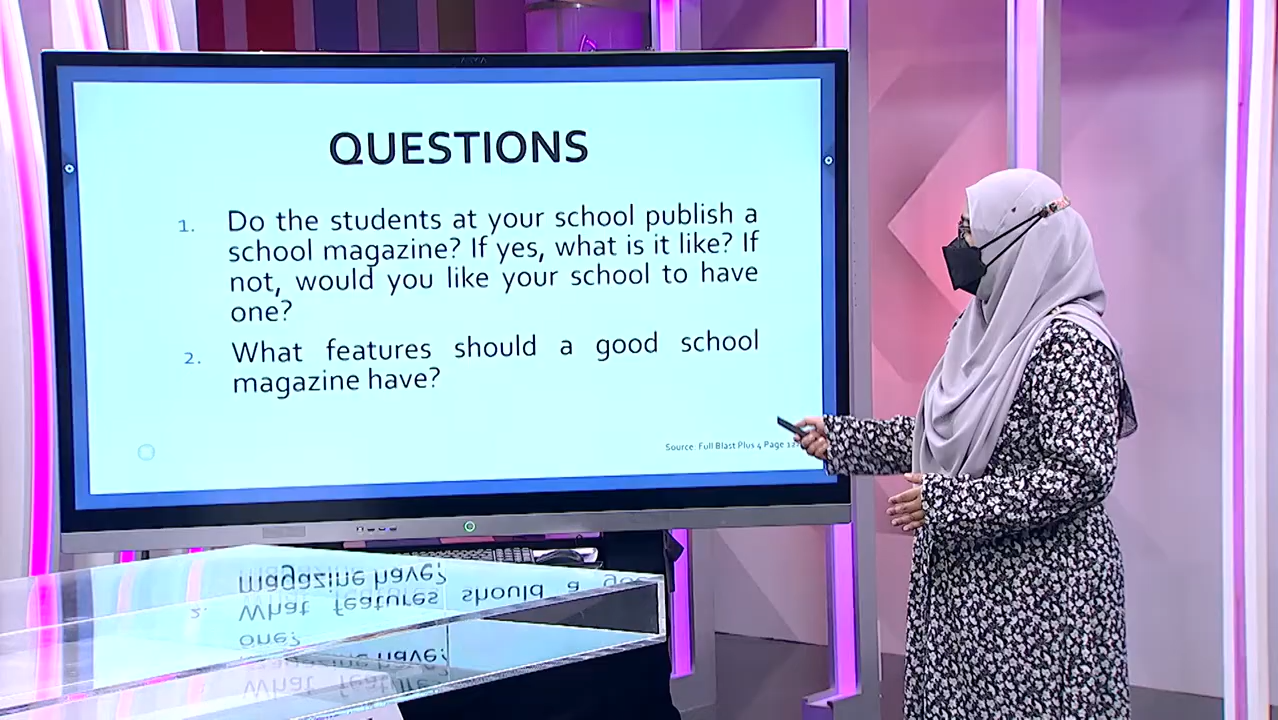 QUESTIONS
1. Do the students at your school publish a
school magazine? If yes, what is it like? If
not, would you like your school to have
one?
2. What features should a good school
magazine have?
Source: Full Blast Plus 4 Page